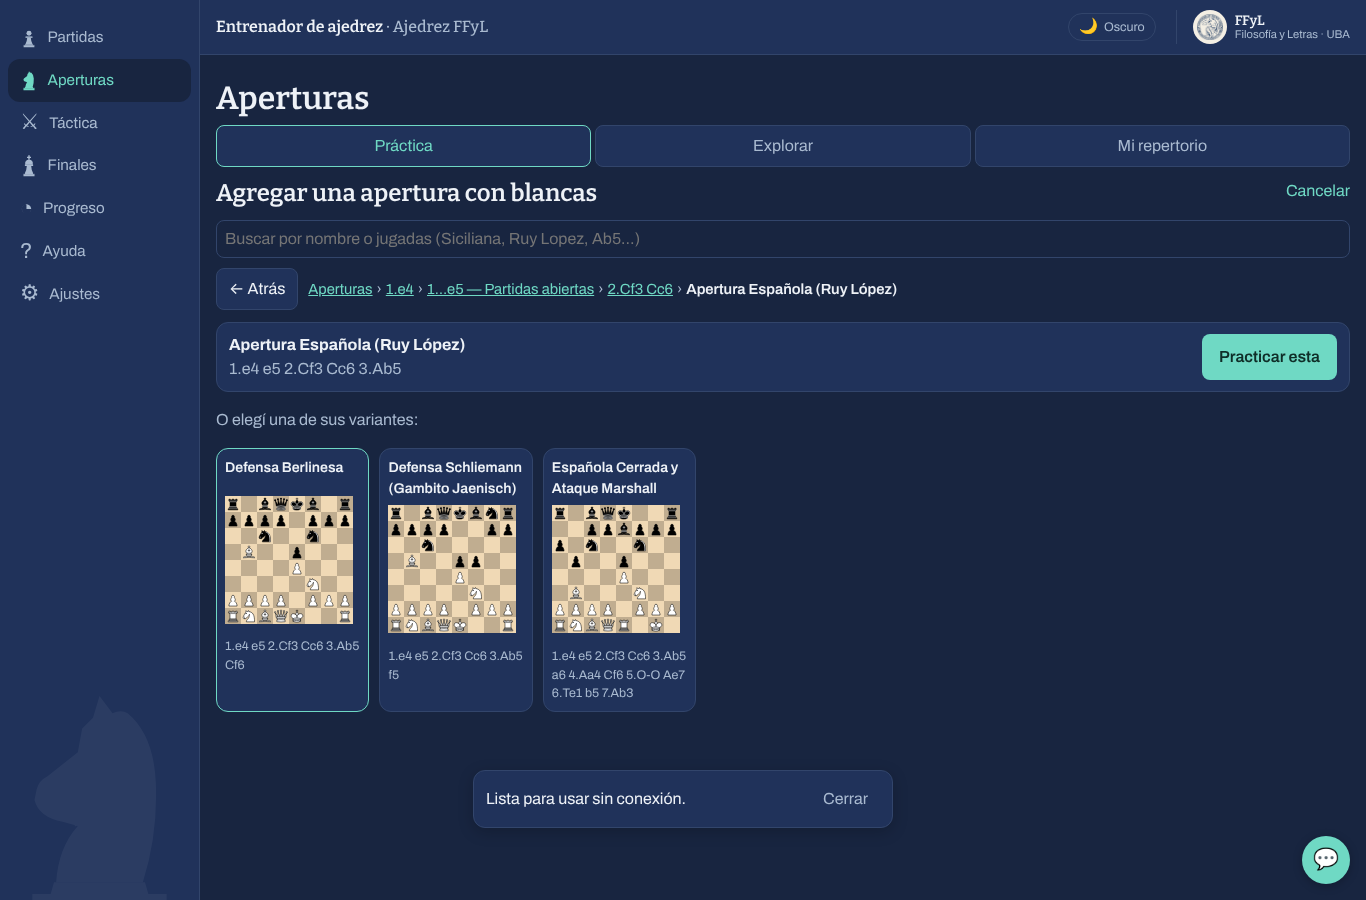 Partidas
Aperturas
Táctica
Finales
Progreso
? Ayuda
Ajustes
Entrenador de ajedrez · Ajedrez FFyL
Oscuro
FFyL
Filosofía y Letras · UBA
Aperturas
Práctica
Explorar
Mi repertorio
Agregar una apertura con blancas
Cancelar
Buscar por nombre o jugadas (Siciliana, Ruy Lopez, Ab5...)
← Atrás
Aperturas › 1.e4 › 1...e5 — Partidas abiertas › 2.Cf3 Cc6 › Apertura Española (Ruy López)
Apertura Española (Ruy López)
1.e4 e5 2.Cf3 Cc6 3.Ab5
Practicar esta
O elegí una de sus variantes:
Defensa Berlinesa
1.e4 e5 2.Cf3 Cc6 3.Ab5
Cf6
Defensa Schliemann
(Gambito Jaenisch)
1.e4 e5 2.Cf3 Cc6 3.Ab5
f5
Española Cerrada y
Ataque Marshall
1.e4 e5 2.Cf3 Cc6 3.Ab5
a6 4.Aa4 Cf6 5.O-O Ae7
6.Te1 b5 7.Ab3
Lista para usar sin conexión.
Cerrar